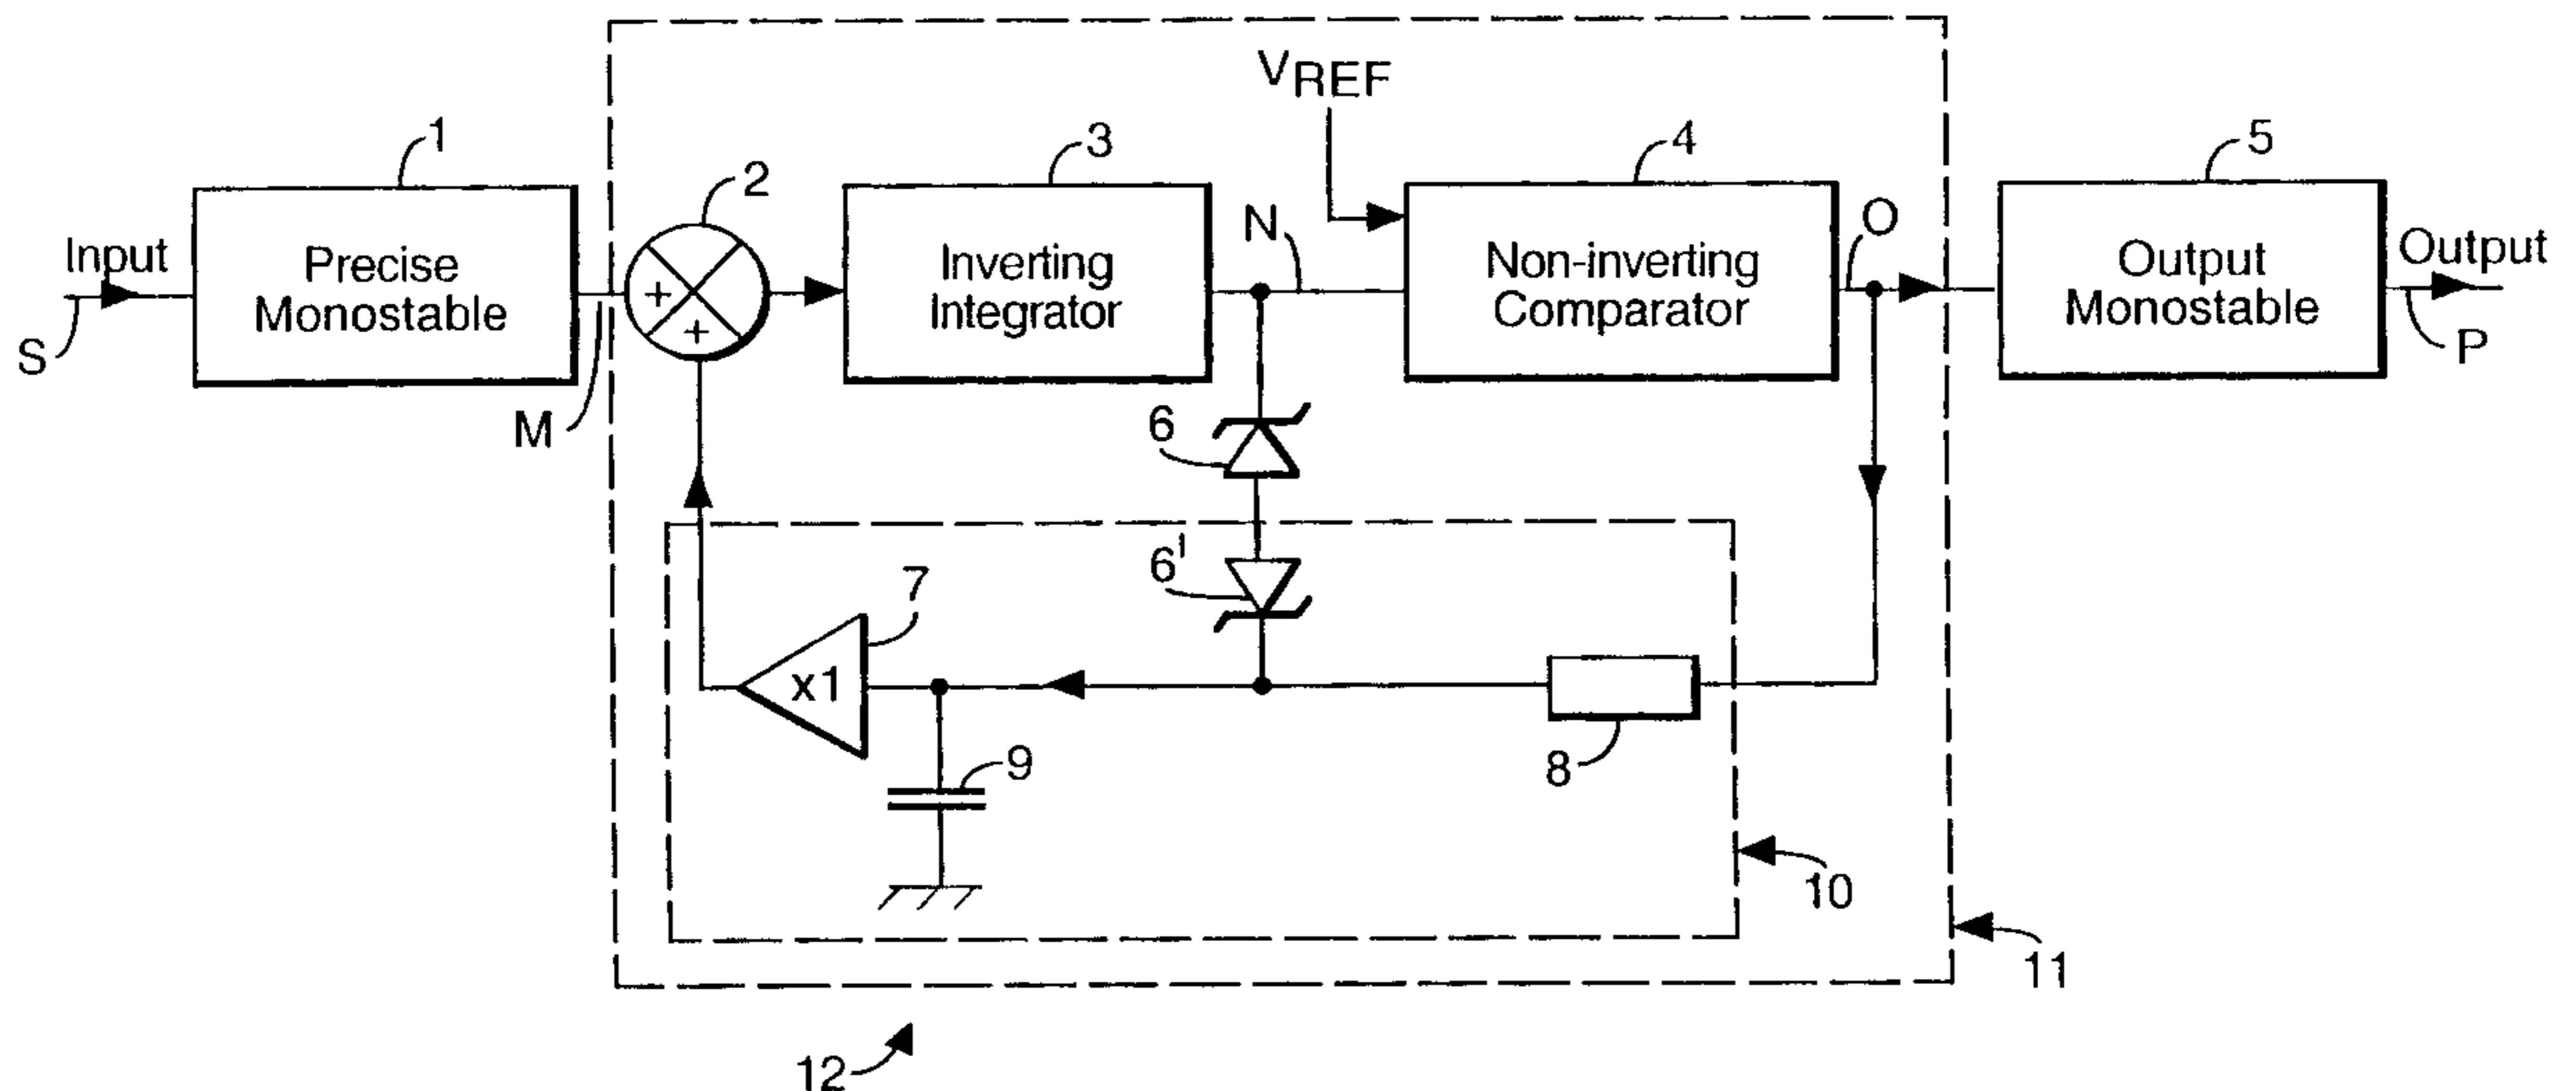 V_REF
1
2
3
4
5
Input
Precise
Monostable
S
M
+
+
Inverting
Integrator
N
Non-inverting
Comparator
O
Output
Monostable
Output
P
6
6'
7
x1
8
9
10
11
12